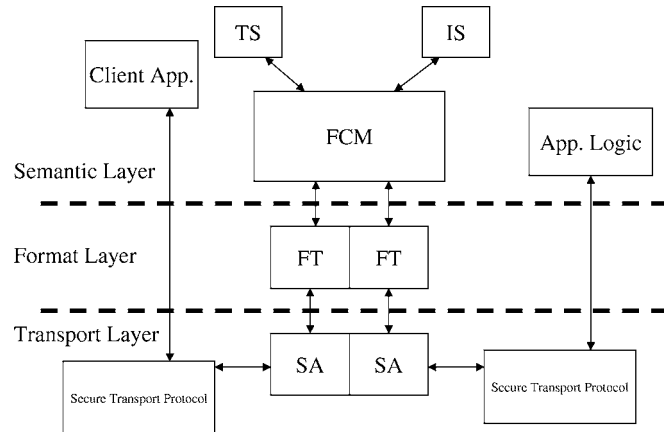 TS
IS
Client App.
FCM
App. Logic
Semantic Layer
Format Layer
FT
FT
Transport Layer
SA
SA
Secure Transport Protocol
Secure Transport Protocol